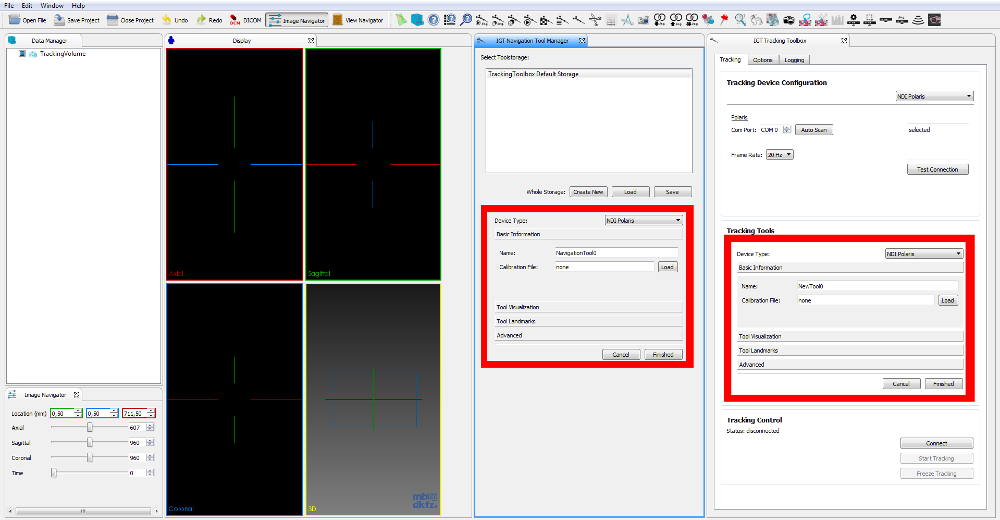 File Edit Window Help
Open File Save Project Close Project Undo Redo DCM DICOM Image Navigator View Navigator
Data Manager
TrackingVolume
Image Navigator
Location (mm) 0,50 0,50 711,50
Axial 607
Sagittal 960
Coronal 960
Time 0
Display
Axial
Sagittal
Corona
3D
mbi@
dkfz.
IGT-Navigation Tool Manager
Select Toolstorage:
TrackingToolbox Default Storage
Whole Storage: Create New Load Save
Device Type: NDI Polaris
Basic Information
Name: NavigationTool0
Calibration File: none Load
Tool Visualization
Tool Landmarks
Advanced
Cancel Finished
IGT Tracking Toolbox
Tracking Options Logging
Tracking Device Configuration
NDI Polaris
Polaris
Com Port: COM 0 Auto Scan selected
Frame Rate: 20 Hz
Test Connection
Tracking Tools
Device Type: NDI Polaris
Basic Information
Name: NewTool0
Calibration File: none Load
Tool Visualization
Tool Landmarks
Advanced
Cancel Finished
Tracking Control
Status: disconnected
Connect
Start Tracking
Freeze Tracking